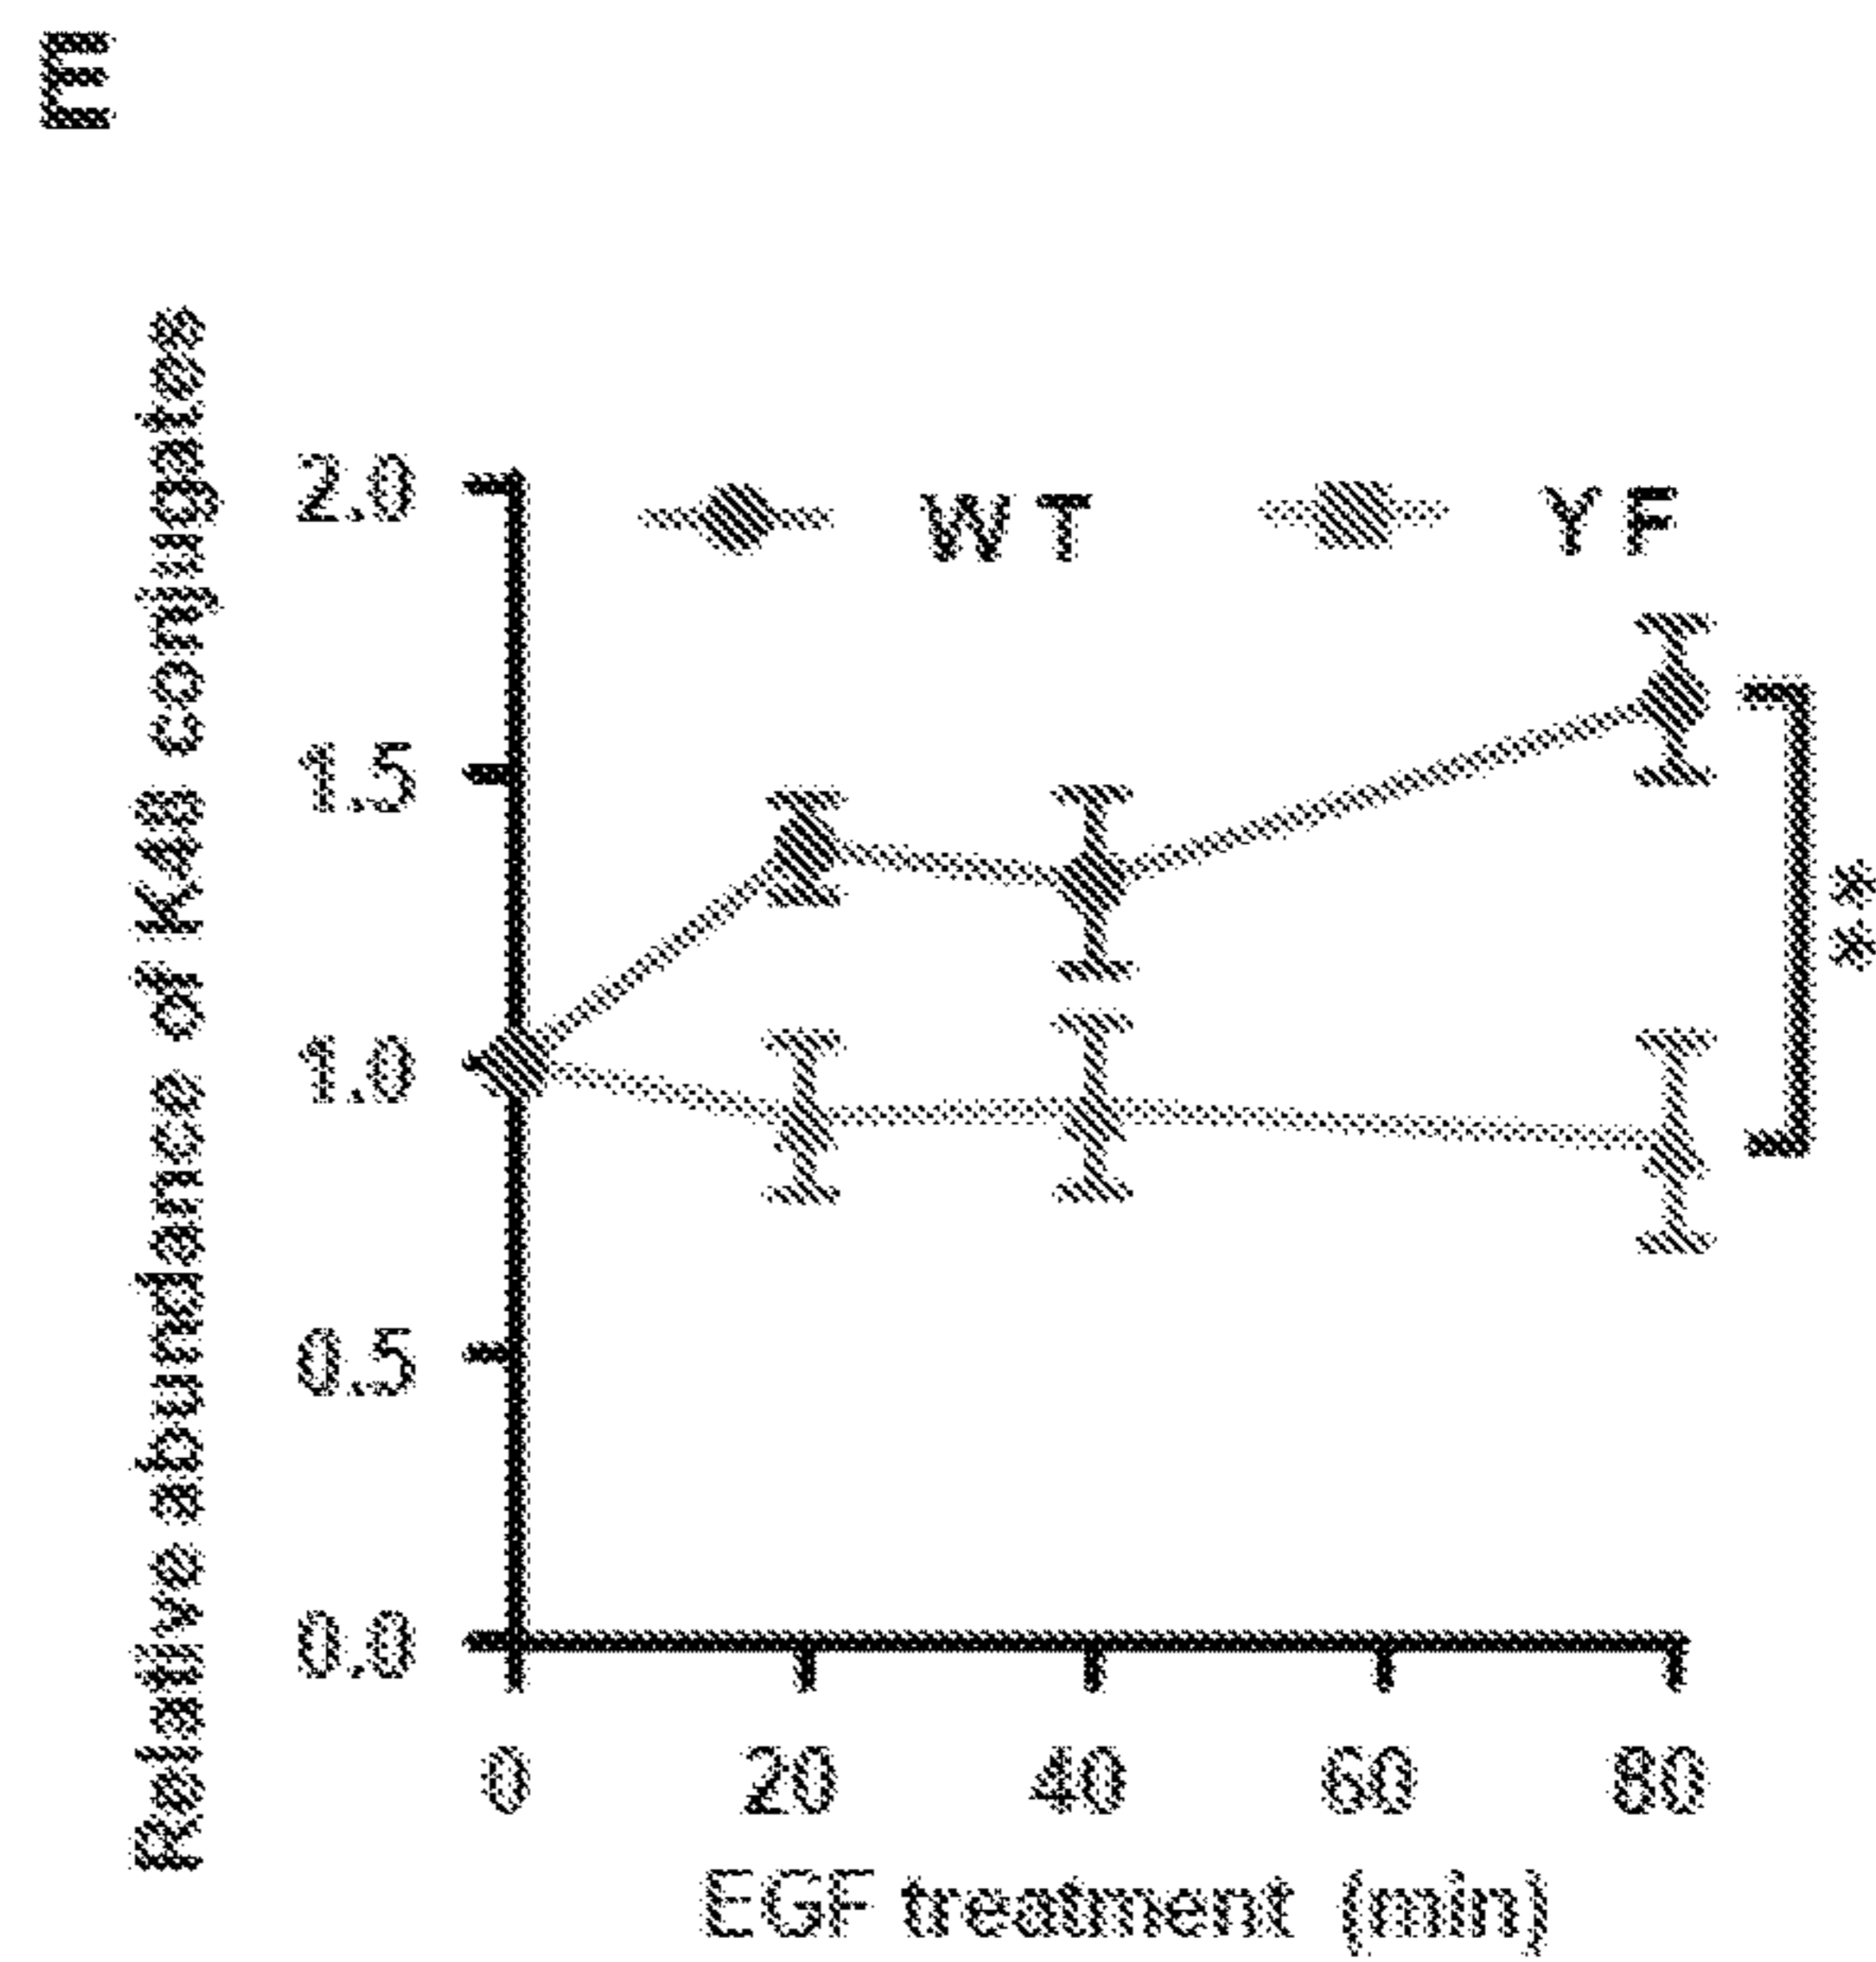 E
Relative abundance of K48 conjugates
2.0
WT
YF
1.5
1.0
0.5
0.0
**
0
20
40
60
80
EGF treatment (min)